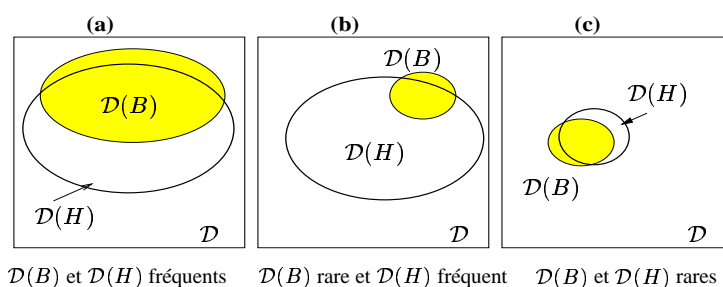 (a) (b) (c)
𝒟(B) 𝒟(H)
𝒟(B) 𝒟(H) 𝒟(B)
𝒟(H)
𝒟 𝒟 𝒟
𝒟(B) et 𝒟(H) fréquents 𝒟(B) rare et 𝒟(H) fréquent 𝒟(B) et 𝒟(H) rares